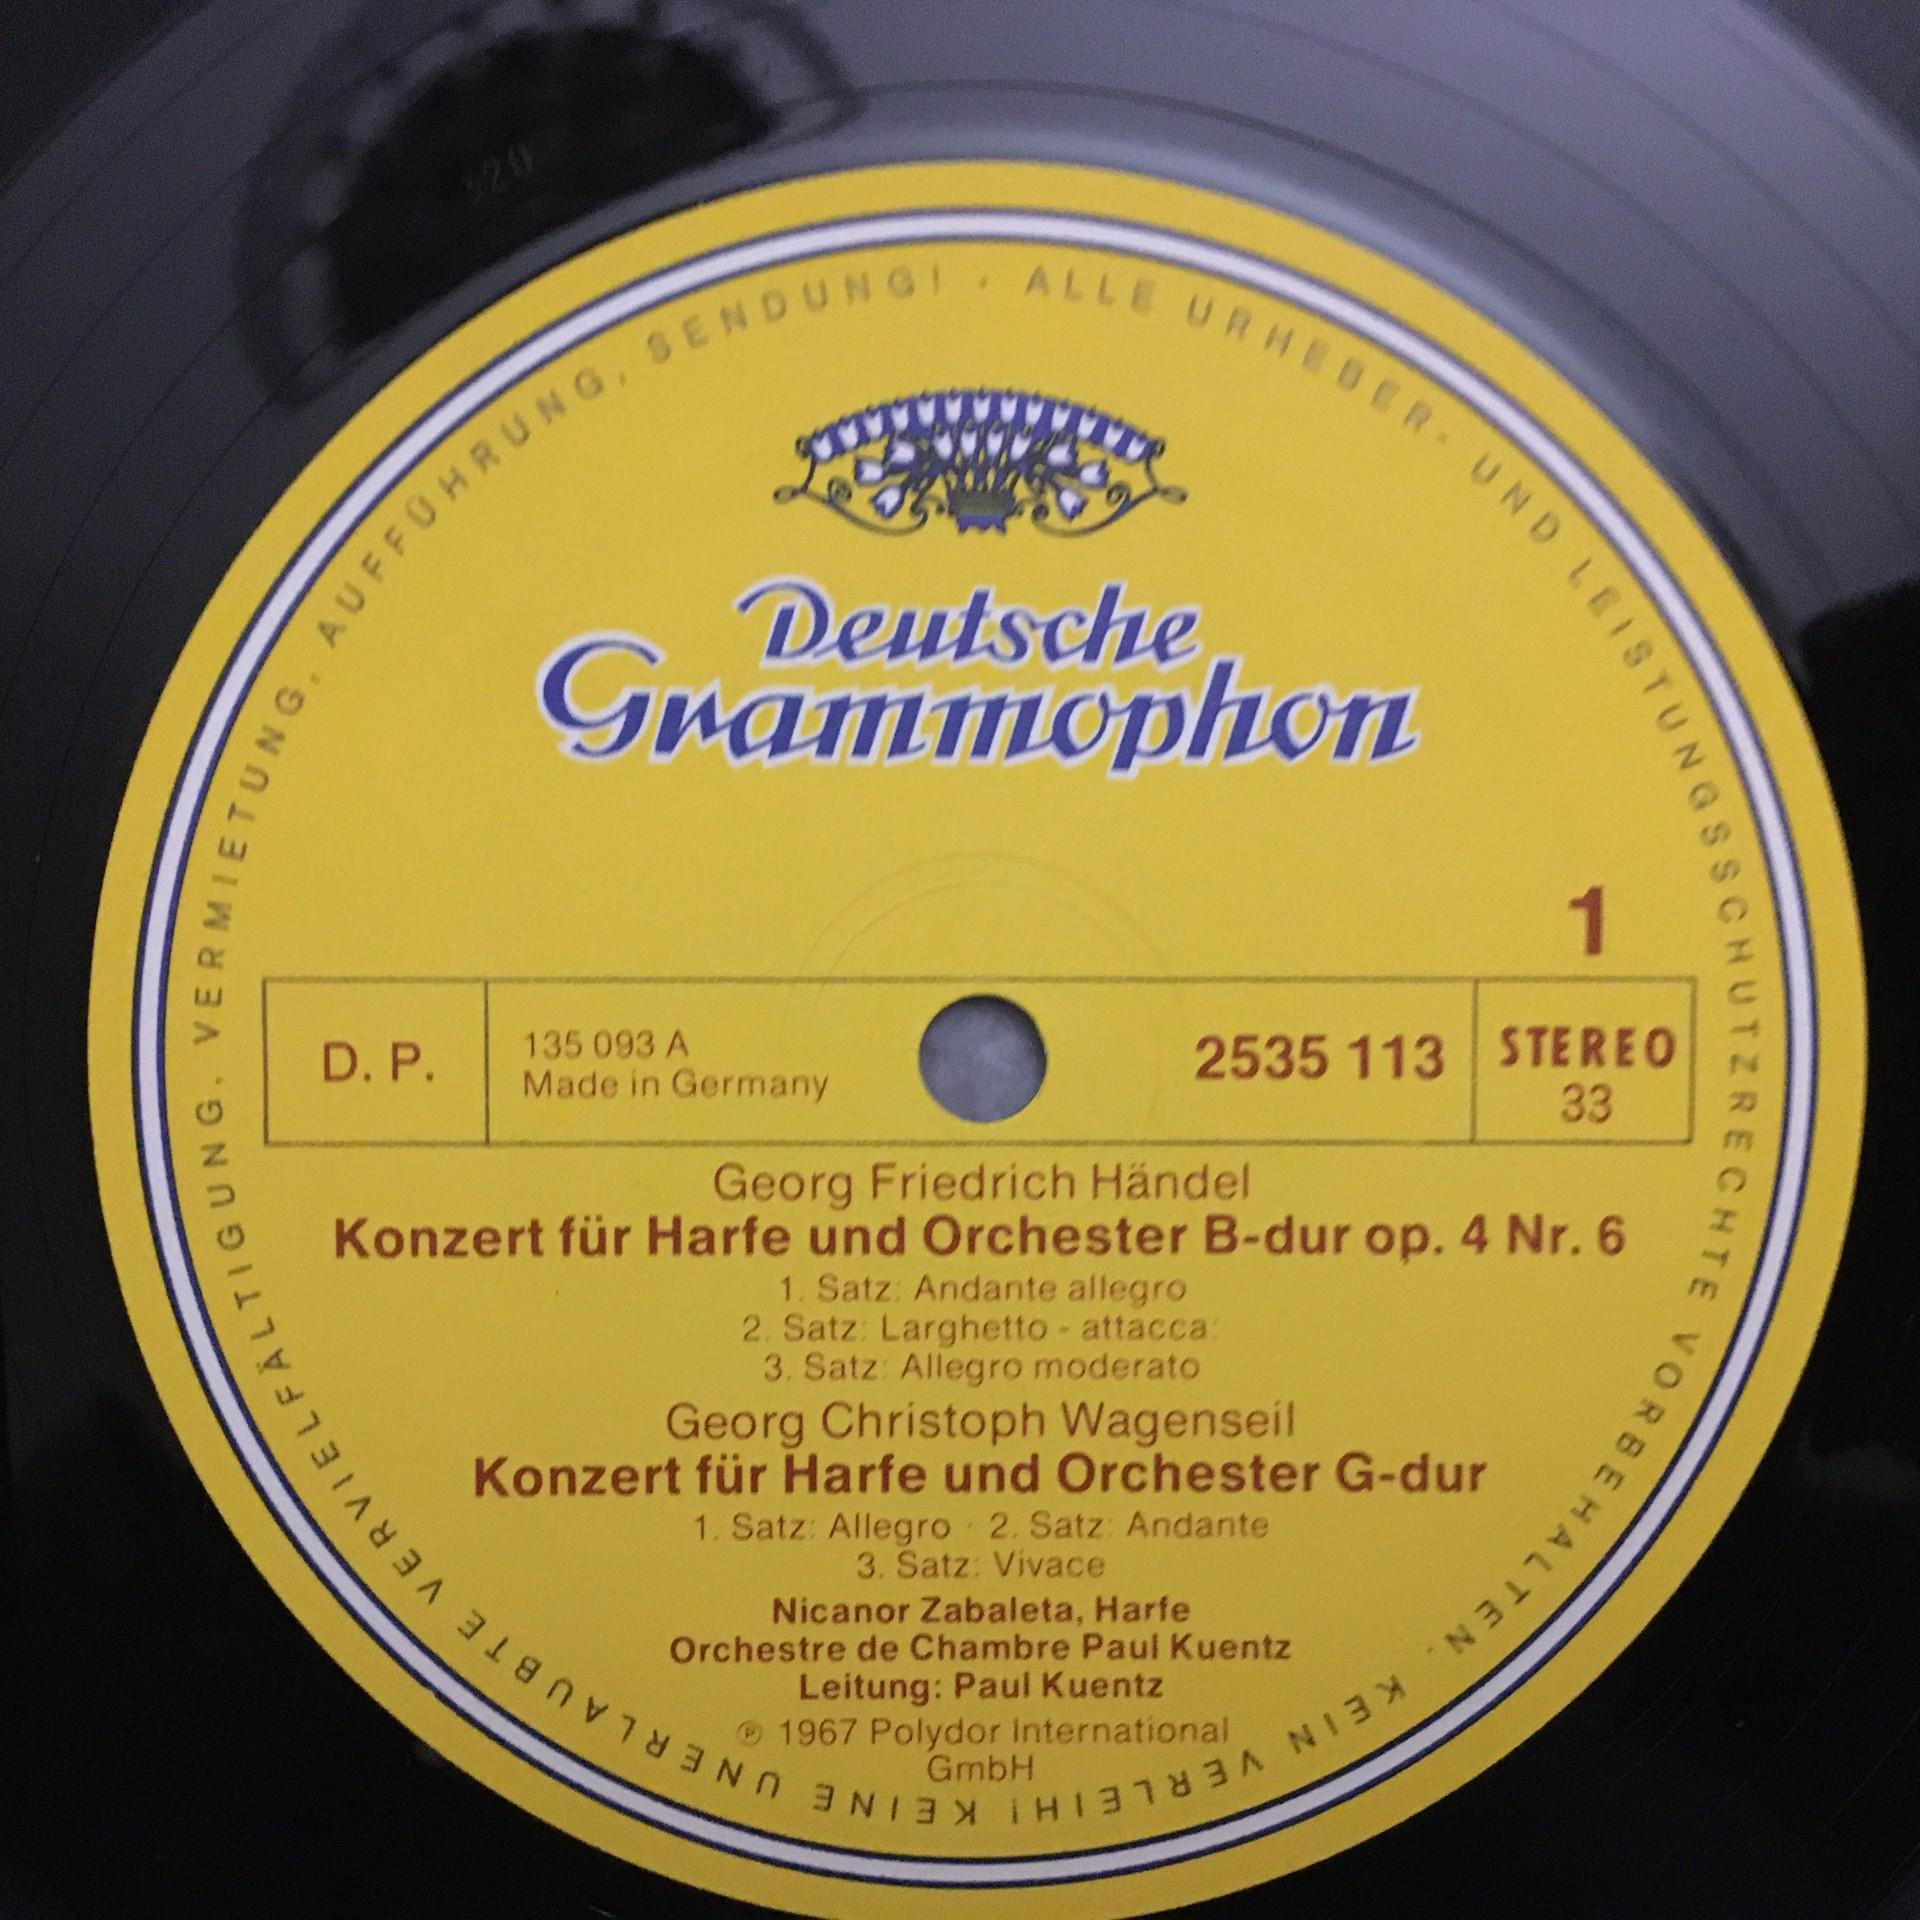 320
ALLE URHEBER- UND LEISTUNGSSCHUTZRECHTE VORBEHALTEN. KEIN VERLEIH! KEINE UNERLAUBTE VERVIELFÄLTIGUNG, VERMIETUNG, AUFFÜHRUNG, SENDUNG!
Deutsche
Grammophon
1
D. P.
135 093 A
Made in Germany
2535 113
STEREO
33
Georg Friedrich Händel
Konzert für Harfe und Orchester B-dur op. 4 Nr. 6
1. Satz: Andante allegro
2. Satz: Larghetto - attacca:
3. Satz: Allegro moderato
Georg Christoph Wagenseil
Konzert für Harfe und Orchester G-dur
1. Satz: Allegro · 2. Satz: Andante
3. Satz: Vivace
Nicanor Zabaleta, Harfe
Orchestre de Chambre Paul Kuentz
Leitung: Paul Kuentz
℗ 1967 Polydor International
GmbH